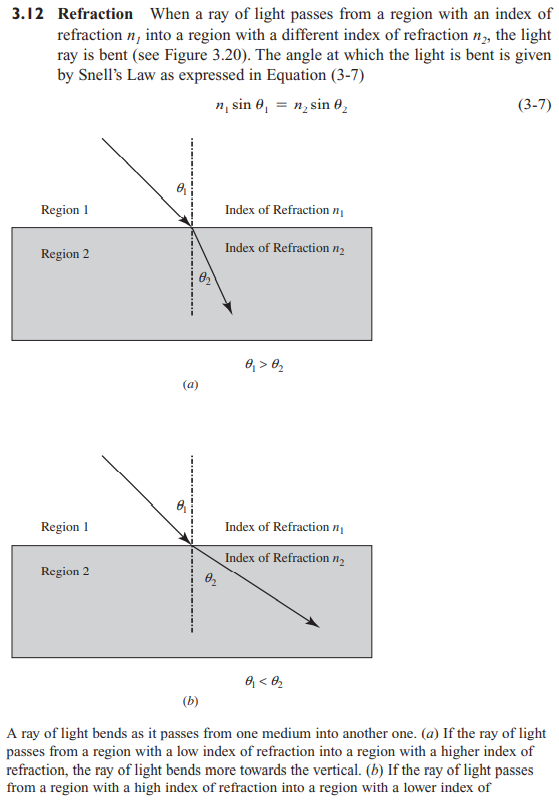 3.12 Refraction When a ray of light passes from a region with an index of
refraction n₁ into a region with a different index of refraction n₂, the light
ray is bent (see Figure 3.20). The angle at which the light is bent is given
by Snell's Law as expressed in Equation (3-7)
n₁ sin θ₁ = n₂ sin θ₂ (3-7)
θ₁
Region 1 Index of Refraction n₁
Region 2 Index of Refraction n₂
θ₂
θ₁ > θ₂
(a)
θ₁
Region 1 Index of Refraction n₁
Index of Refraction n₂
Region 2 θ₂
θ₁ < θ₂
(b)
A ray of light bends as it passes from one medium into another one. (a) If the ray of light
passes from a region with a low index of refraction into a region with a higher index of
refraction, the ray of light bends more towards the vertical. (b) If the ray of light passes
from a region with a high index of refraction into a region with a lower index of